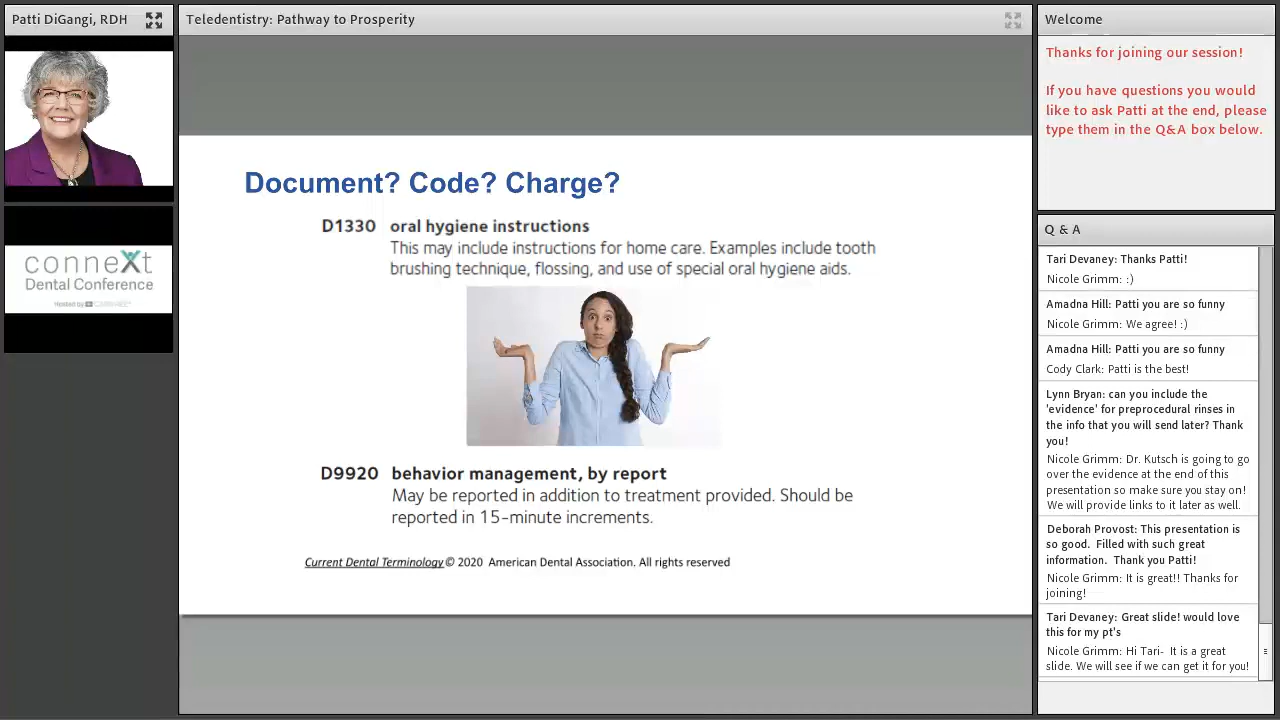 Patti DiGangi, RDH
conneXt
Dental Conference
Hosted by
Teledentistry: Pathway to Prosperity
Document? Code? Charge?
D1330 oral hygiene instructions
This may include instructions for home care. Examples include tooth
brushing technique, flossing, and use of special oral hygiene aids.
D9920 behavior management, by report
May be reported in addition to treatment provided. Should be
reported in 15-minute increments.
Current Dental Terminology © 2020 American Dental Association. All rights reserved
Welcome
Thanks for joining our session!
If you have questions you would
like to ask Patti at the end, please
type them in the Q&A box below.
Q & A
Tari Devaney: Thanks Patti!
Nicole Grimm: :)
Amadna Hill: Patti you are so funny
Nicole Grimm: We agree! :)
Amadna Hill: Patti you are so funny
Cody Clark: Patti is the best!
Lynn Bryan: can you include the
'evidence' for preprocedural rinses in
the info that you will send later? Thank
you!
Nicole Grimm: Dr. Kutsch is going to go
over the evidence at the end of this
presentation so make sure you stay on!
We will provide links to it later as well.
Deborah Provost: This presentation is
so good. Filled with such great
information. Thank you Patti!
Nicole Grimm: It is great!! Thanks for
joining!
Tari Devaney: Great slide! would love
this for my pt's
Nicole Grimm: Hi Tari- It is a great
slide. We will see if we can get it for you!